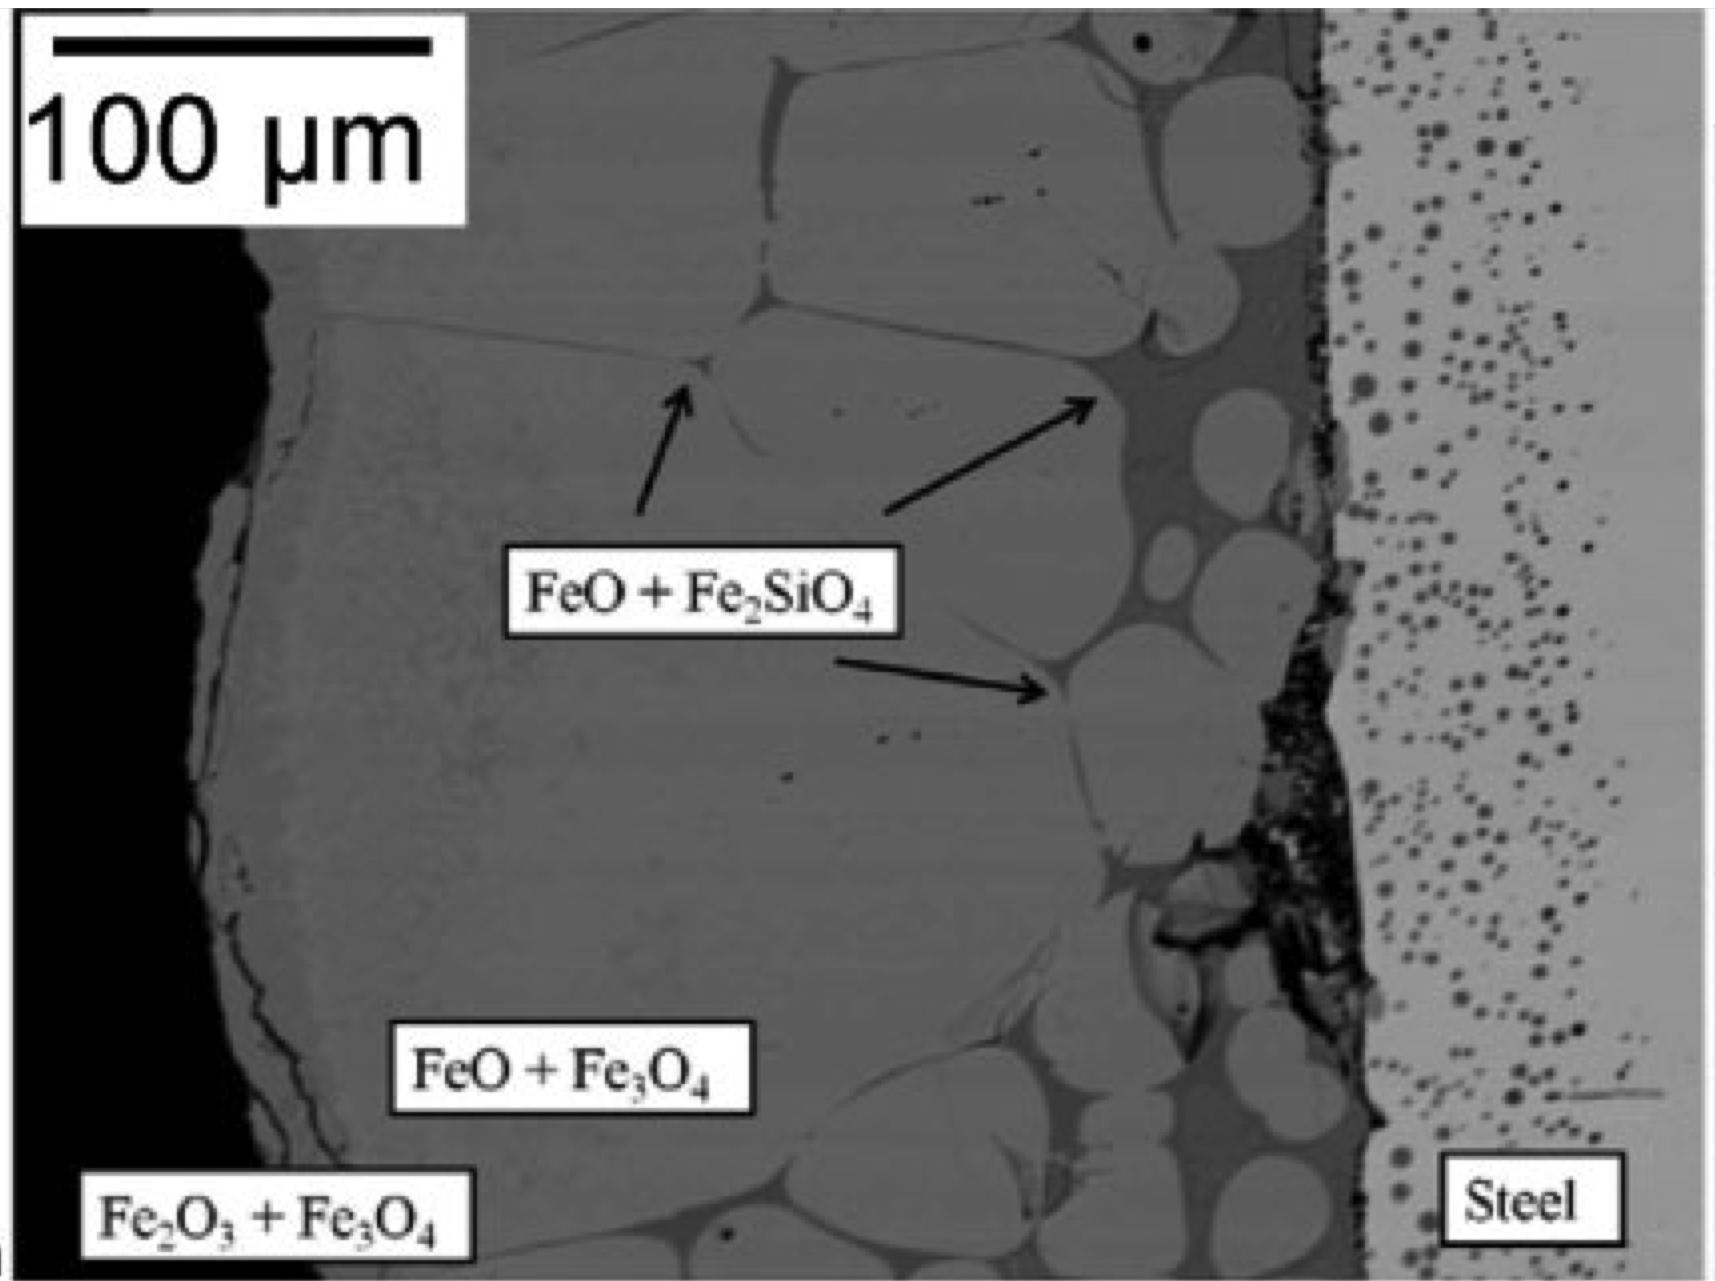 100 µm
FeO + Fe₂SiO₄
FeO + Fe₃O₄
Fe₂O₃ + Fe₃O₄
Steel